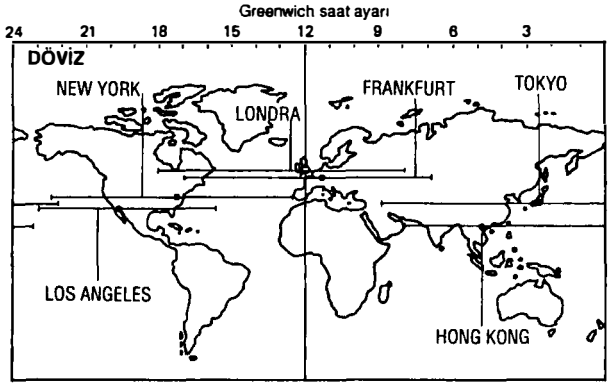 Greenwich saat ayarı
24 21 18 15 12 9 6 3
DÖVİZ
NEW YORK
LONDRA
FRANKFURT
TOKYO
LOS ANGELES
HONG KONG